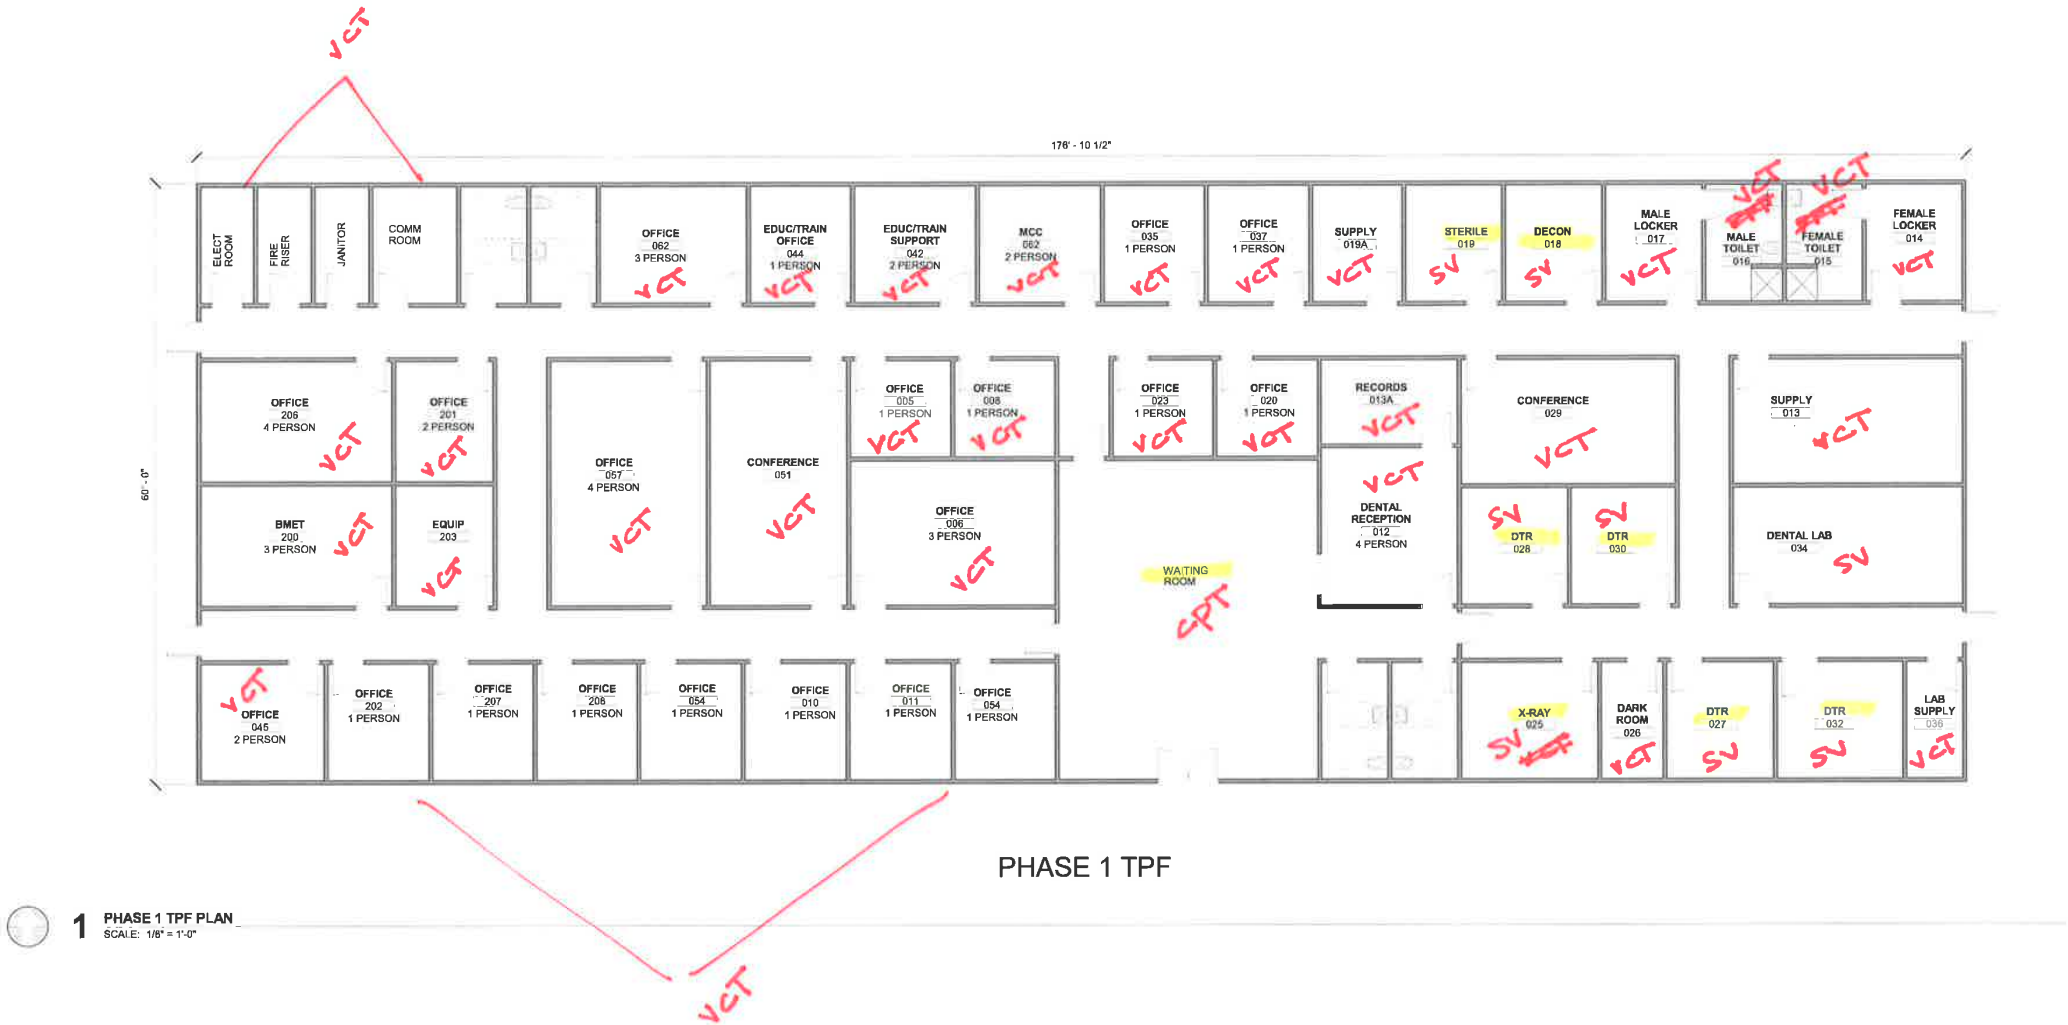 VCT
176' - 10 1/2"
60' - 0"
ELECT
ROOM
FIRE
RISER
JANITOR
COMM
ROOM
OFFICE
062
3 PERSON
VCT
EDUC/TRAIN
OFFICE
044
1 PERSON
VCT
EDUC/TRAIN
SUPPORT
042
2 PERSON
VCT
MCC
062
2 PERSON
VCT
OFFICE
035
1 PERSON
VCT
OFFICE
037
1 PERSON
VCT
SUPPLY
019A
VCT
STERILE
019
SV
DECON
018
SV
MALE
LOCKER
017
VCT
VCT
MALE
TOILET
016
VCT
FEMALE
TOILET
015
FEMALE
LOCKER
014
VCT
OFFICE
206
4 PERSON
VCT
OFFICE
201
2 PERSON
VCT
OFFICE
057
4 PERSON
VCT
CONFERENCE
051
VCT
OFFICE
005
1 PERSON
VCT
OFFICE
008
1 PERSON
VCT
OFFICE
023
1 PERSON
VCT
OFFICE
020
1 PERSON
VCT
RECORDS
013A
VCT
CONFERENCE
029
VCT
SUPPLY
013
VCT
BMET
200
3 PERSON
VCT
EQUIP
203
VCT
OFFICE
006
3 PERSON
VCT
WAITING
ROOM
CPT
VCT
DENTAL
RECEPTION
012
4 PERSON
SV
DTR
028
SV
DTR
030
DENTAL LAB
034
SV
VCT
OFFICE
045
2 PERSON
OFFICE
202
1 PERSON
OFFICE
207
1 PERSON
OFFICE
208
1 PERSON
OFFICE
054
1 PERSON
OFFICE
010
1 PERSON
OFFICE
011
1 PERSON
OFFICE
054
1 PERSON
X-RAY
025
SV VCT
DARK
ROOM
026
VCT
DTR
027
SV
DTR
032
SV
LAB
SUPPLY
036
VCT
PHASE 1 TPF
1 PHASE 1 TPF PLAN
SCALE: 1/8" = 1'-0"
VCT